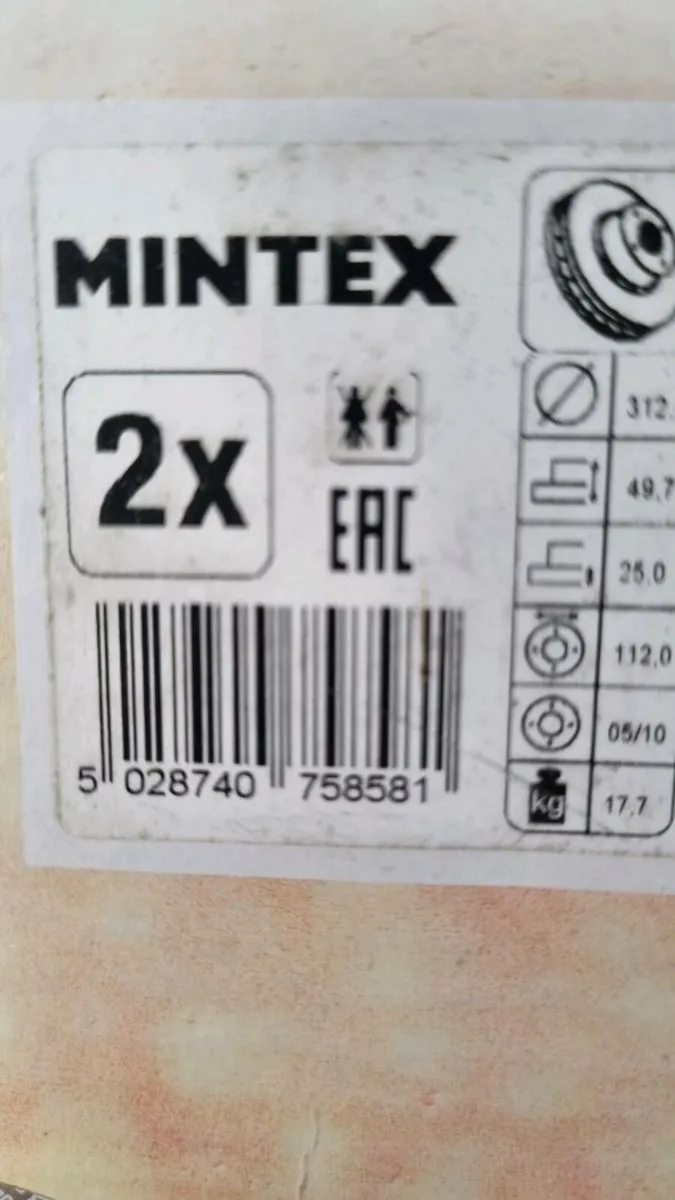 MINTEX
2x
EAC
5 028740 758581
312.
49,7
25,0
112,0
05/10
kg 17,7